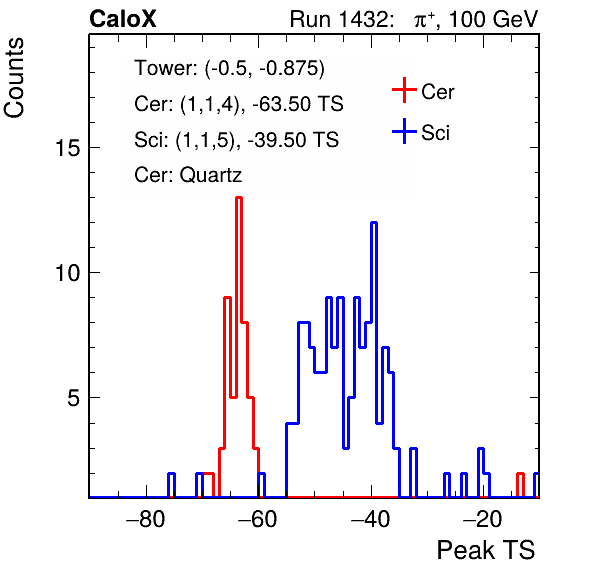 CaloX Run 1432: π⁺, 100 GeV
Counts
Tower: (-0.5, -0.875)
Cer: (1,1,4), -63.50 TS
Sci: (1,1,5), -39.50 TS
Cer: Quartz
Cer
Sci
15
10
5
−80 −60 −40 −20
Peak TS